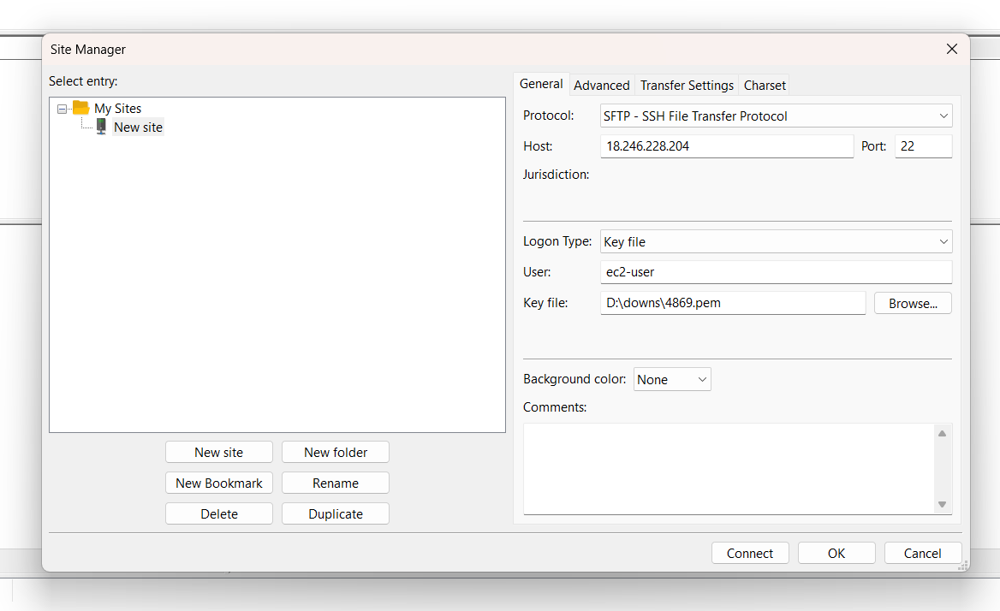 Site Manager
Select entry:
My Sites
New site
New site
New folder
New Bookmark
Rename
Delete
Duplicate
General
Advanced
Transfer Settings
Charset
Protocol:
SFTP - SSH File Transfer Protocol
Host:
18.246.228.204
Port:
22
Jurisdiction:
Logon Type:
Key file
User:
ec2-user
Key file:
D:\downs\4869.pem
Browse...
Background color:
None
Comments:
Connect
OK
Cancel